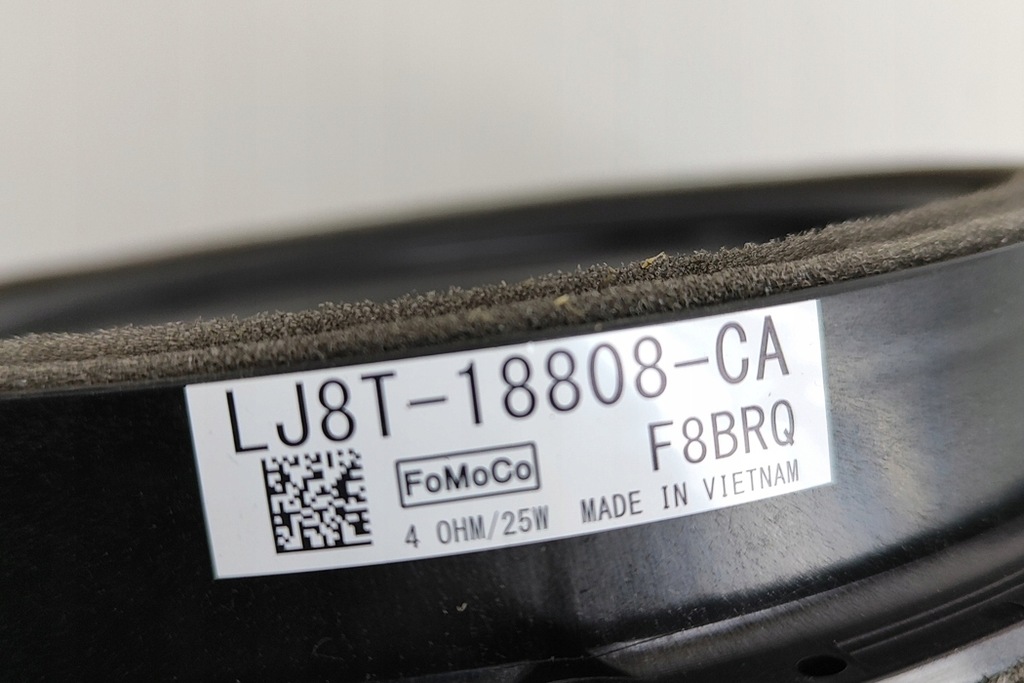 LJ8T-18808-CA
F8BRQ
FoMoCo
4 OHM/25W
MADE IN VIETNAM